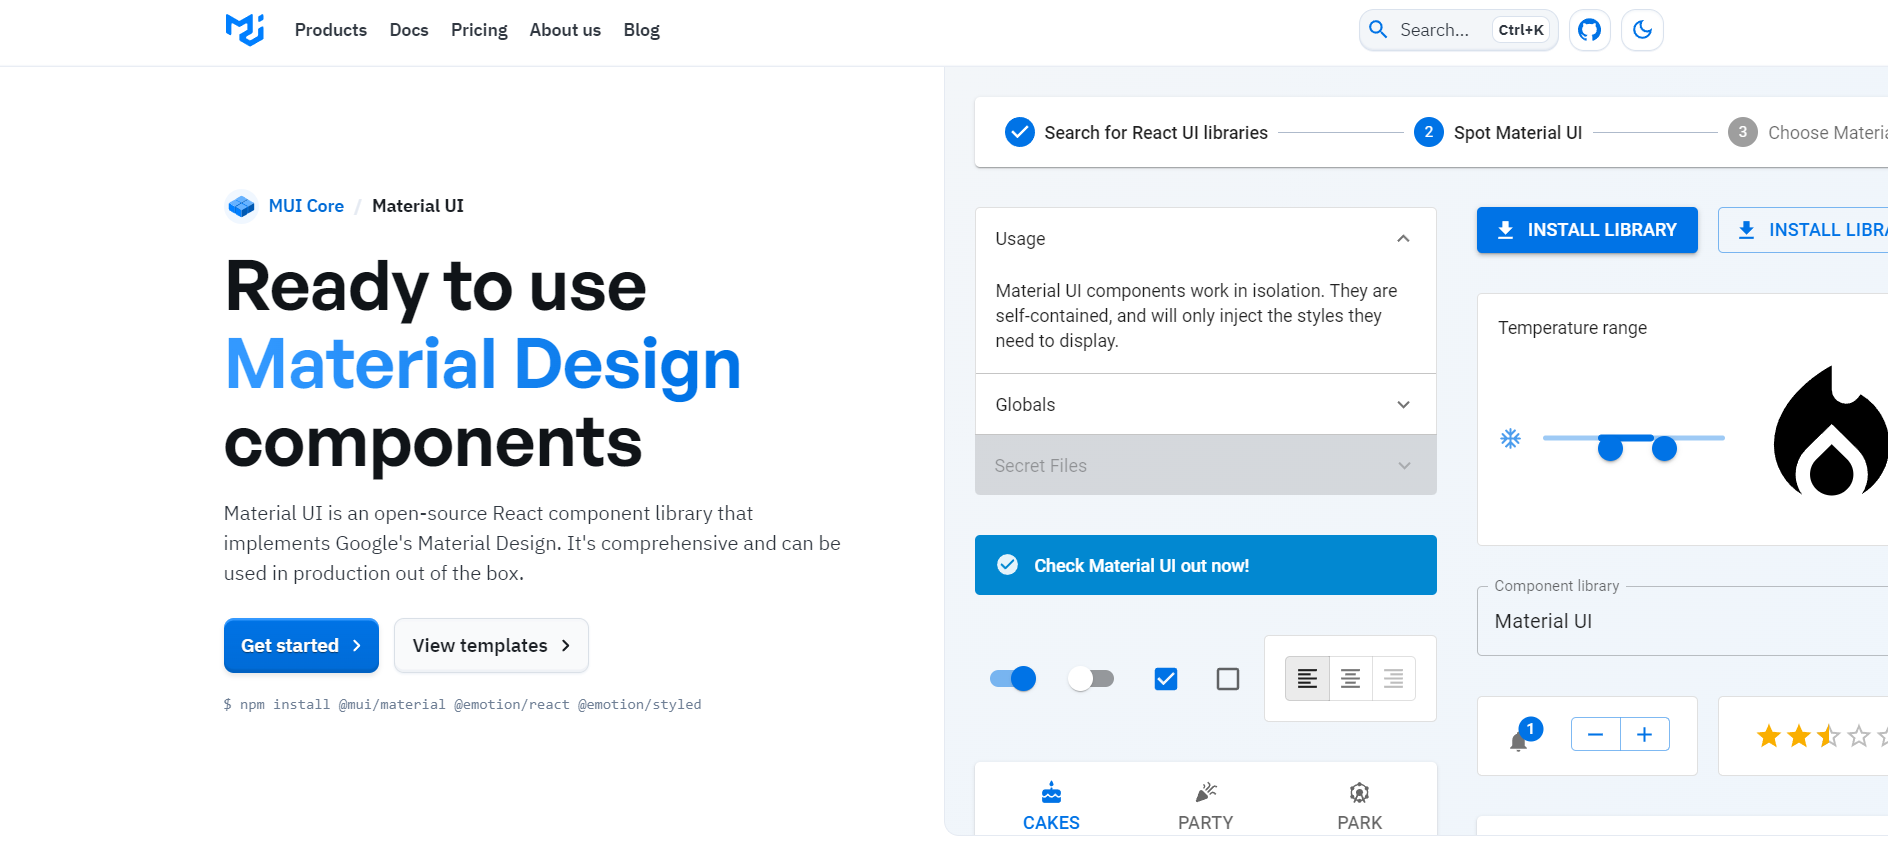 Products Docs Pricing About us Blog
Search… Ctrl+K
MUI Core / Material UI
Ready to use
Material Design
components
Material UI is an open-source React component library that
implements Google's Material Design. It's comprehensive and can be
used in production out of the box.
Get started
View templates
$ npm install @mui/material @emotion/react @emotion/styled
Search for React UI libraries
2 Spot Material UI
3 Choose Materia
Usage
Material UI components work in isolation. They are
self-contained, and will only inject the styles they
need to display.
Globals
Secret Files
Check Material UI out now!
CAKES PARTY PARK
INSTALL LIBRARY
INSTALL LIBRA
Temperature range
Component library
Material UI
1